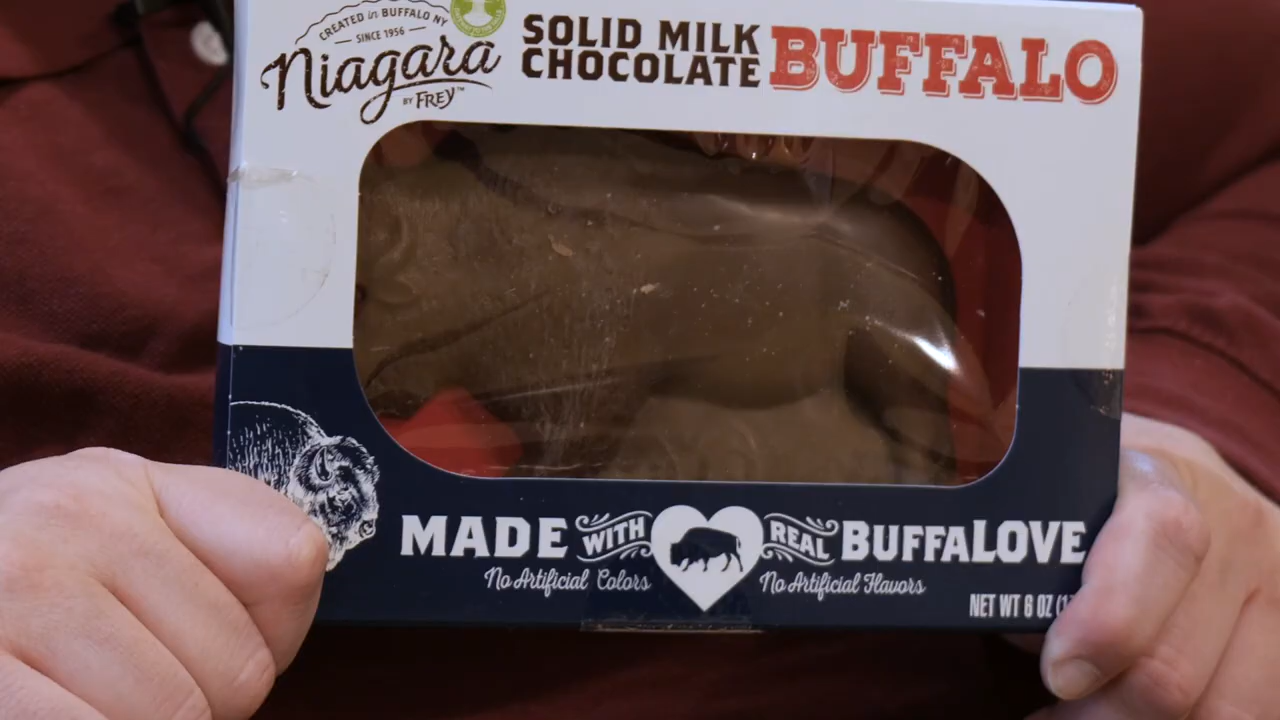 CREATED in BUFFALO NY
SINCE 1956
Niagara
BY FREY™
SOLID MILK
CHOCOLATE
BUFFALO
MADE WITH REAL BUFFALOVE
No Artificial Colors No Artificial Flavors
NET WT 6 OZ